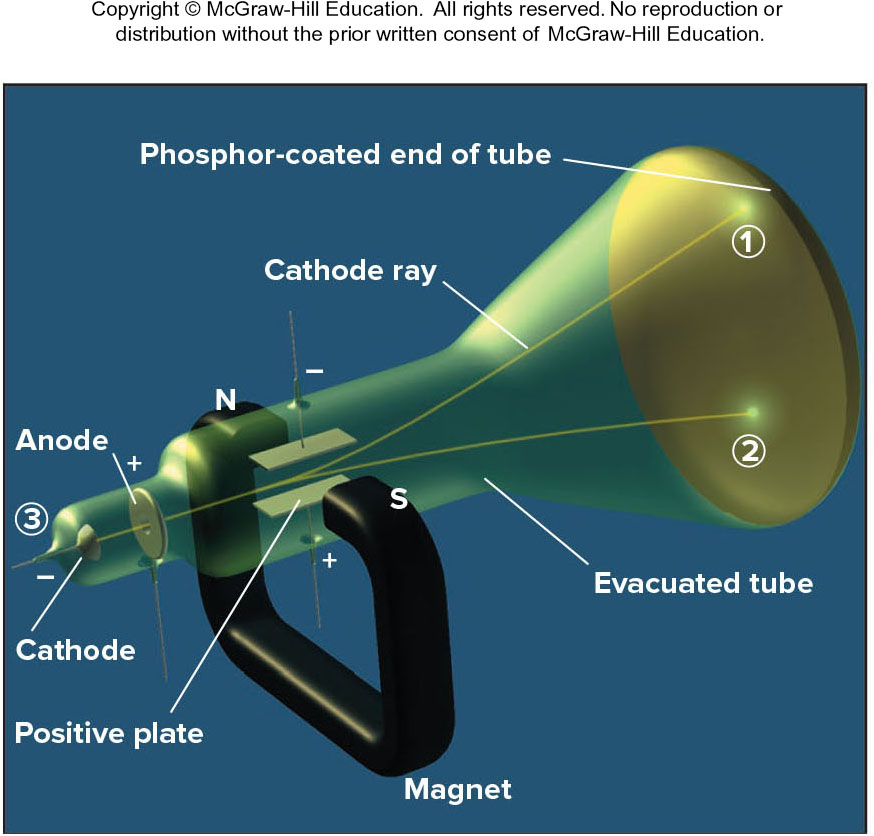 Copyright © McGraw-Hill Education.  All rights reserved. No reproduction or
distribution without the prior written consent of McGraw-Hill Education.
Phosphor-coated end of tube
①
Cathode ray
−
N
②
Anode
+
S
③
+
−
Evacuated tube
Cathode
Positive plate
Magnet